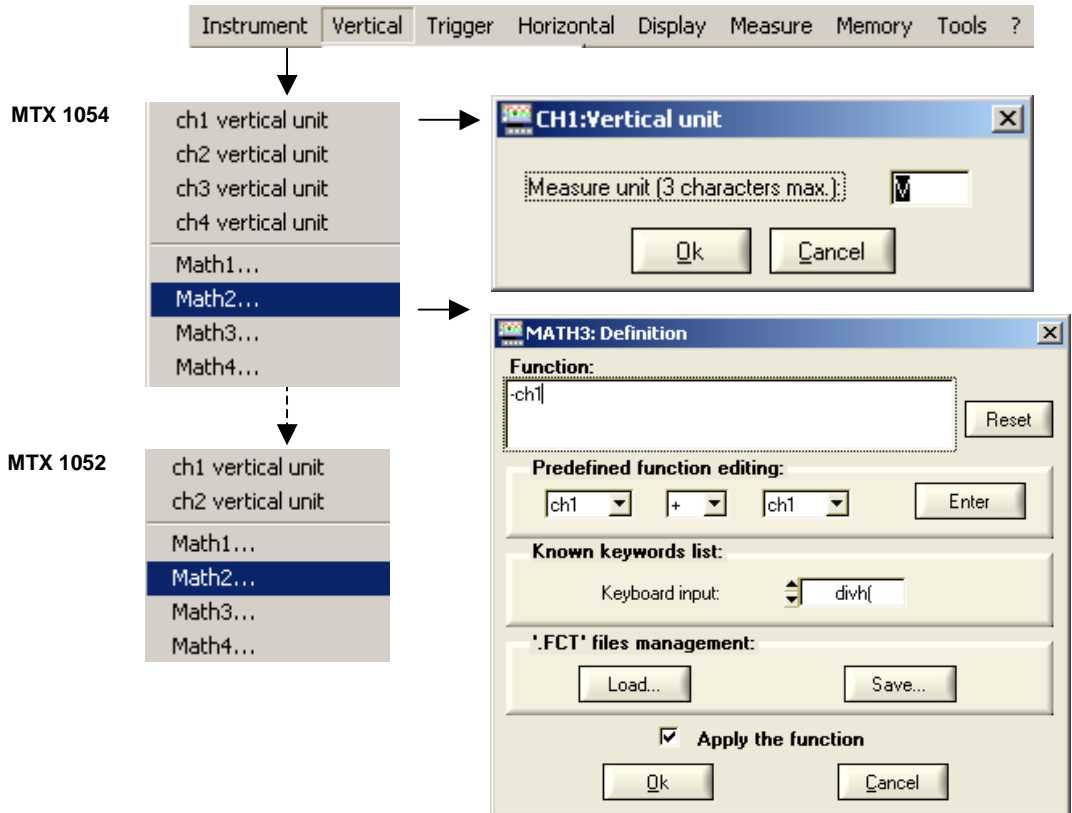 Instrument Vertical Trigger Horizontal Display Measure Memory Tools ?
MTX 1054
ch1 vertical unit
ch2 vertical unit
ch3 vertical unit
ch4 vertical unit
Math1...
Math2...
Math3...
Math4...
CH1:Vertical unit
Measure unit (3 characters max.): V
Ok Cancel
MTX 1052
ch1 vertical unit
ch2 vertical unit
Math1...
Math2...
Math3...
Math4...
MATH3: Definition
Function:
-ch1
Reset
Predefined function editing:
ch1 + ch1 Enter
Known keywords list:
Keyboard input: divh(
'.FCT' files management:
Load... Save...
Apply the function
Ok Cancel